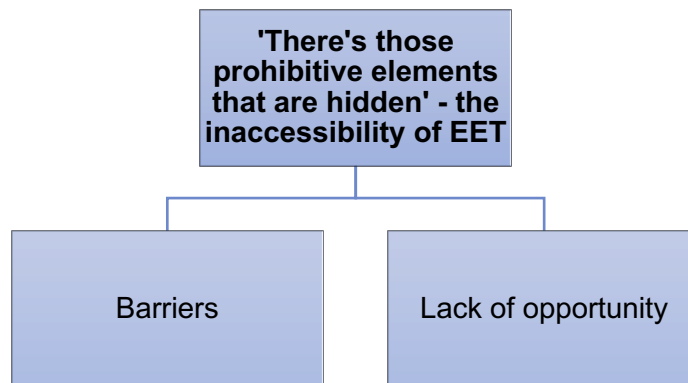 'There's those
prohibitive elements
that are hidden' - the
inaccessibility of EET
Barriers
Lack of opportunity